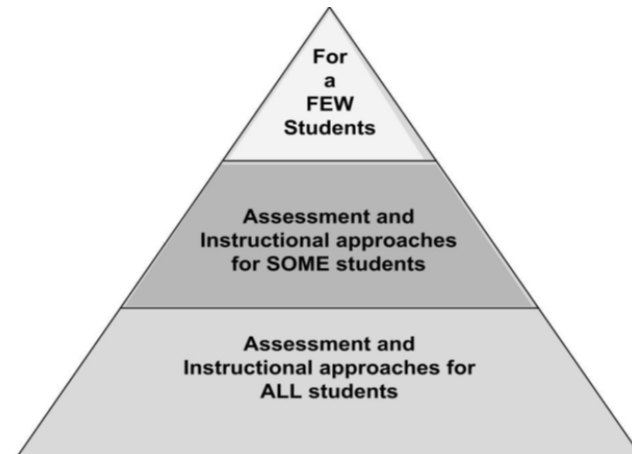 For
a
FEW
Students
Assessment and
Instructional approaches
for SOME students
Assessment and
Instructional approaches for
ALL students